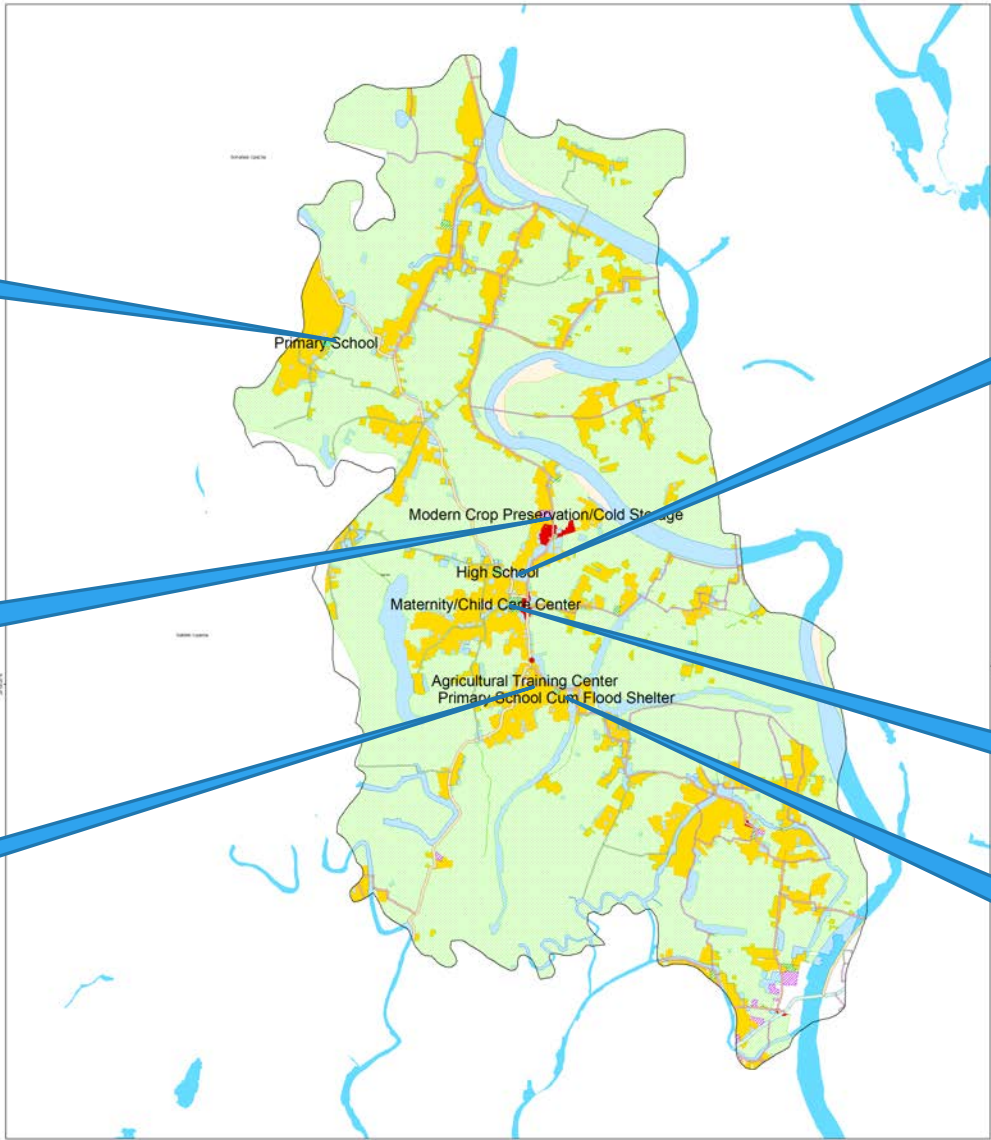 Primary School
Modern Crop Preservation/Cold Storage
High School
Maternity/Child Care Center
Agricultural Training Center
Primary School Cum Flood Shelter